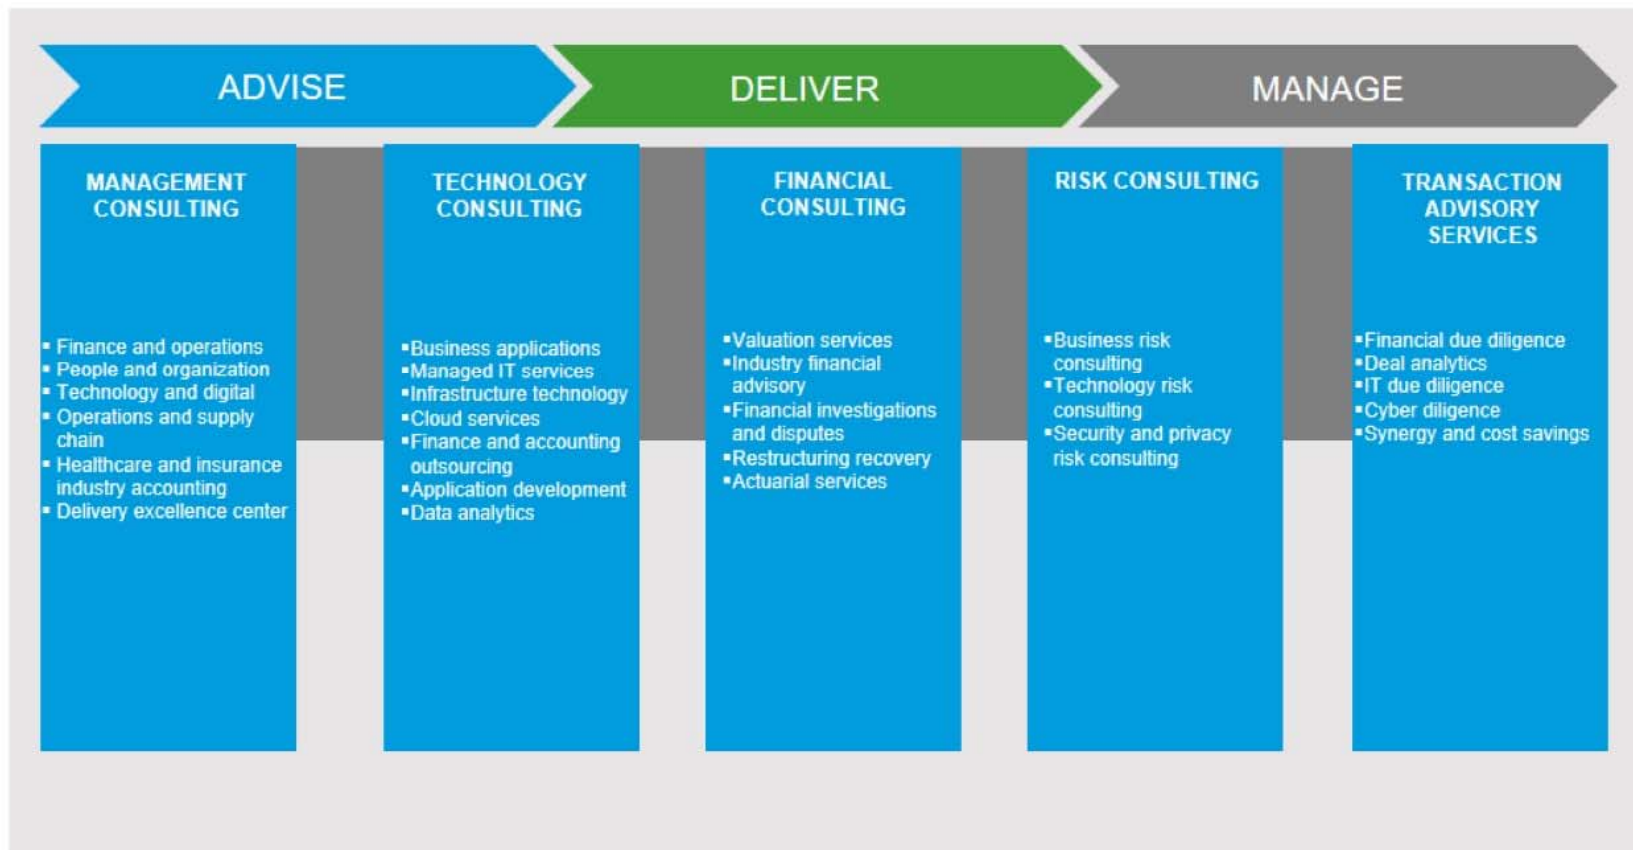 ADVISE
DELIVER
MANAGE
MANAGEMENT
CONSULTING
▪ Finance and operations
▪ People and organization
▪ Technology and digital
▪ Operations and supply
chain
▪ Healthcare and insurance
industry accounting
▪ Delivery excellence center
TECHNOLOGY
CONSULTING
▪Business applications
▪Managed IT services
▪Infrastructure technology
▪Cloud services
▪Finance and accounting
outsourcing
▪Application development
▪Data analytics
FINANCIAL
CONSULTING
▪Valuation services
▪Industry financial
advisory
▪Financial investigations
and disputes
▪Restructuring recovery
▪Actuarial services
RISK CONSULTING
▪Business risk
consulting
▪Technology risk
consulting
▪Security and privacy
risk consulting
TRANSACTION
ADVISORY
SERVICES
▪Financial due diligence
▪Deal analytics
▪IT due diligence
▪Cyber diligence
▪Synergy and cost savings